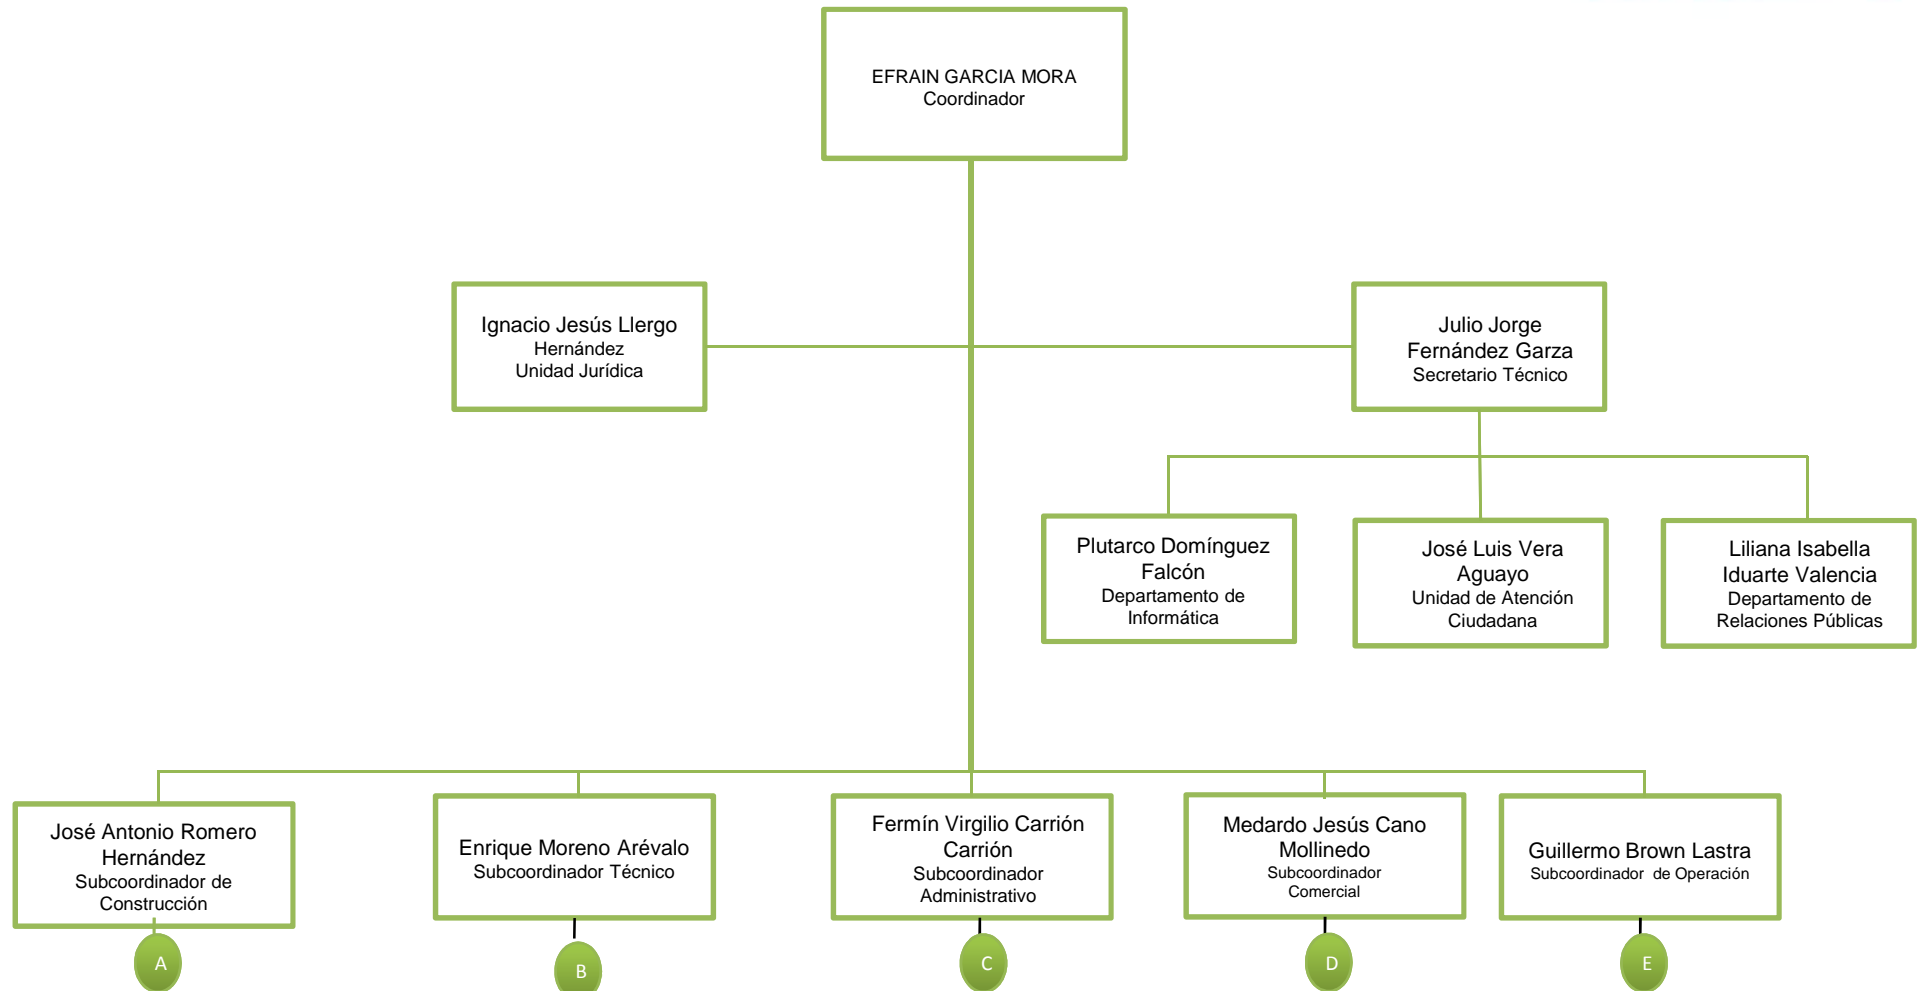 EFRAIN GARCIA MORA
Coordinador
Ignacio Jesús Llergo
Hernández
Unidad Jurídica
Julio Jorge
Fernández Garza
Secretario Técnico
Plutarco Domínguez
Falcón
Departamento de
Informática
José Luis Vera
Aguayo
Unidad de Atención
Ciudadana
Liliana Isabella
Iduarte Valencia
Departamento de
Relaciones Públicas
José Antonio Romero
Hernández
Subcoordinador de
Construcción
Enrique Moreno Arévalo
Subcoordinador Técnico
Fermín Virgilio Carrión
Carrión
Subcoordinador
Administrativo
Medardo Jesús Cano
Mollinedo
Subcoordinador
Comercial
Guillermo Brown Lastra
Subcoordinador de Operación
A
B
C
D
E